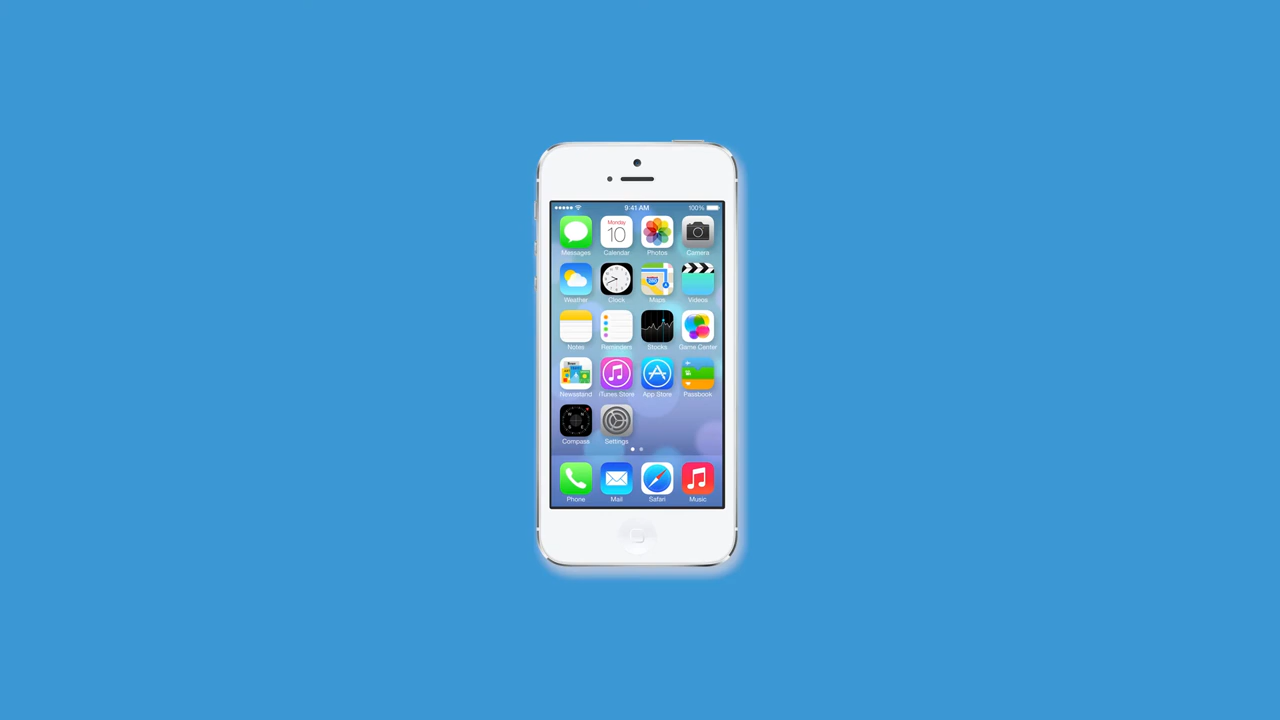 9:41 AM 100%
Monday
10
Messages Calendar Photos Camera
280
Weather Clock Maps Videos
Notes Reminders Stocks Game Center
Newsstand iTunes Store App Store Passbook
Compass Settings
Phone Mail Safari Music